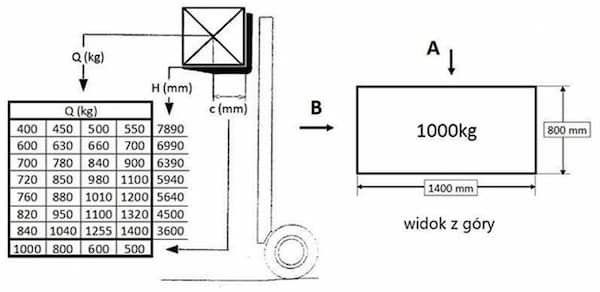 Q (kg)
H (mm)
c (mm)
Q (kg)
400 450 500 550 7890
600 630 660 700 6990
700 780 840 900 6390
720 850 980 1100 5940
760 880 1010 1200 5640
820 950 1100 1320 4500
840 1040 1255 1400 3600
1000 800 600 500
A
B
1000kg
800 mm
1400 mm
widok z góry